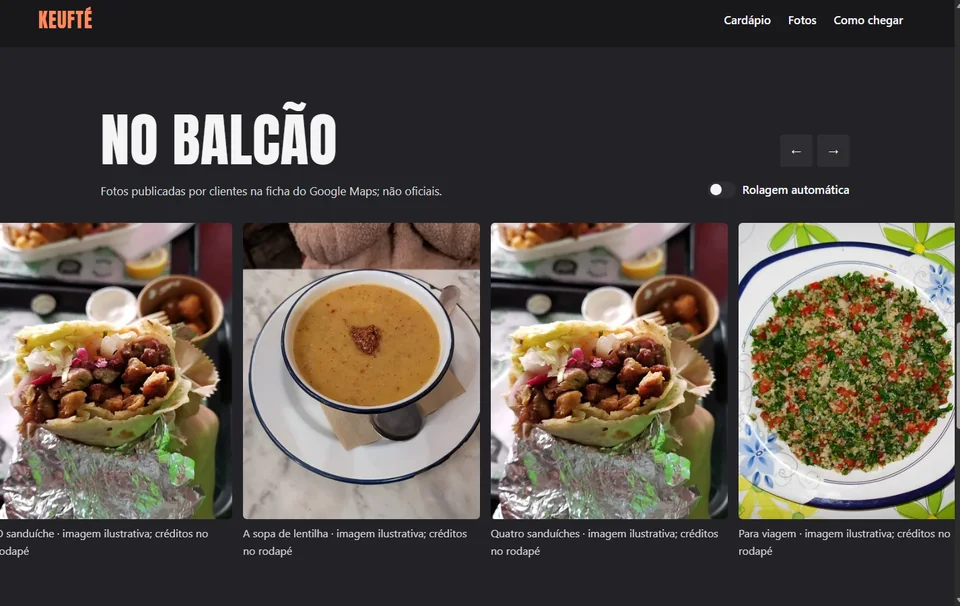 KEUFTÉ
Cardápio Fotos Como chegar
NO BALCÃO
← →
Fotos publicadas por clientes na ficha do Google Maps; não oficiais.
Rolagem automática
sanduíche · imagem ilustrativa; créditos no
rodapé
A sopa de lentilha · imagem ilustrativa; créditos
no rodapé
Quatro sanduíches · imagem ilustrativa; créditos
no rodapé
Para viagem · imagem ilustrativa; créditos no
rodapé